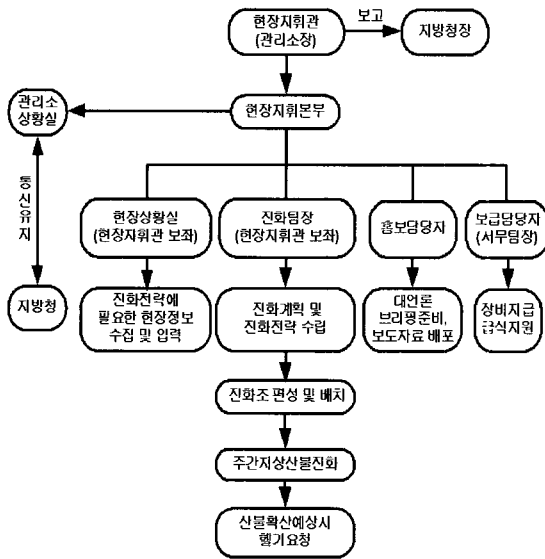 현장지휘관
(관리소장)
보고
지방청장
관리소
상황실
현장지휘본부
통신유지
지방청
현장상황실
(현장지휘관 보좌)
진화팀장
(현장지휘관 보좌)
홍보담당자
보급담당자
(서무팀장)
진화전략에
필요한 현장정보
수집 및 입력
진화계획 및
진화전략 수립
대언론
브리핑준비,
보도자료 배포
장비지급
급식지원
진화조 편성 및 배치
주간지상산불진화
산불확산예상시
헬기요청